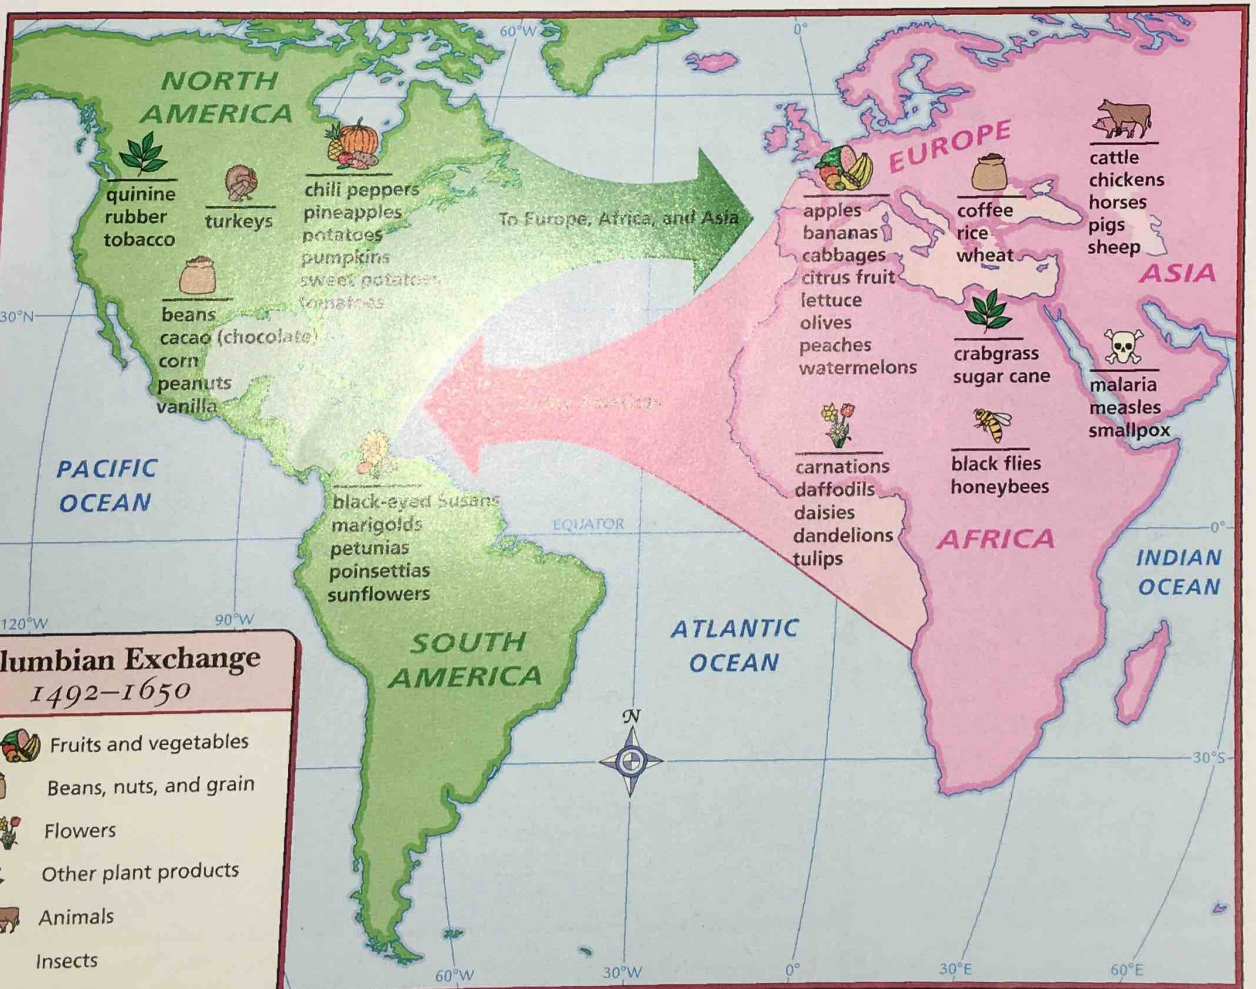 60°W
0°
NORTH
AMERICA
quinine
rubber
tobacco
turkeys
chili peppers
pineapples
potatoes
pumpkins
sweet potatoes
tomatoes
beans
cacao (chocolate)
corn
peanuts
vanilla
To Europe, Africa, and Asia
EUROPE
apples
bananas
cabbages
citrus fruit
lettuce
olives
peaches
watermelons
coffee
rice
wheat
cattle
chickens
horses
pigs
sheep
ASIA
crabgrass
sugar cane
malaria
measles
smallpox
30°N
carnations
daffodils
daisies
dandelions
tulips
black flies
honeybees
AFRICA
PACIFIC
OCEAN
black-eyed Susans
marigolds
petunias
poinsettias
sunflowers
EQUATOR
0°
INDIAN
OCEAN
SOUTH
AMERICA
ATLANTIC
OCEAN
N
120°W
90°W
30°S
lumbian Exchange
1492–1650
Fruits and vegetables
Beans, nuts, and grain
Flowers
Other plant products
Animals
Insects
60°W
30°W
0°
30°E
60°E